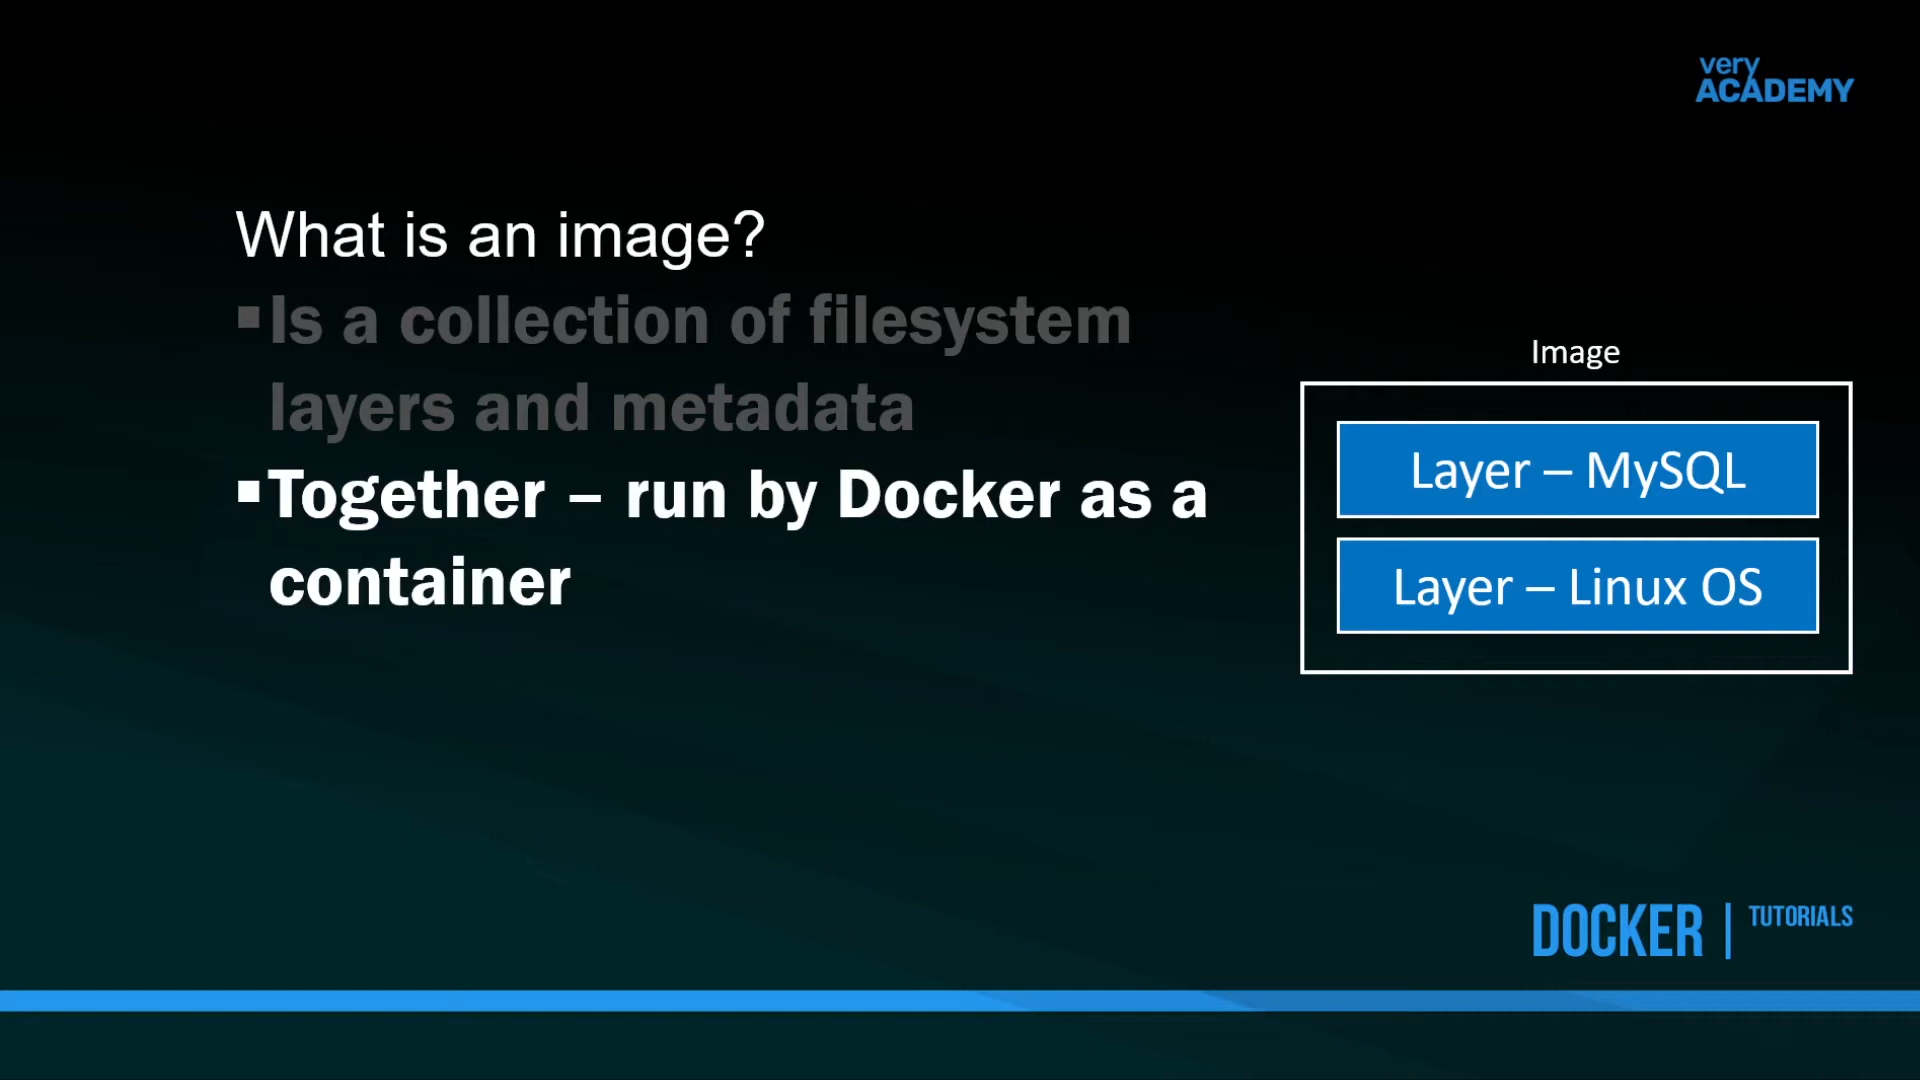 very
ACADEMY
What is an image?
▪Is a collection of filesystem
layers and metadata
▪Together – run by Docker as a
container
Image
Layer – MySQL
Layer – Linux OS
DOCKER | TUTORIALS